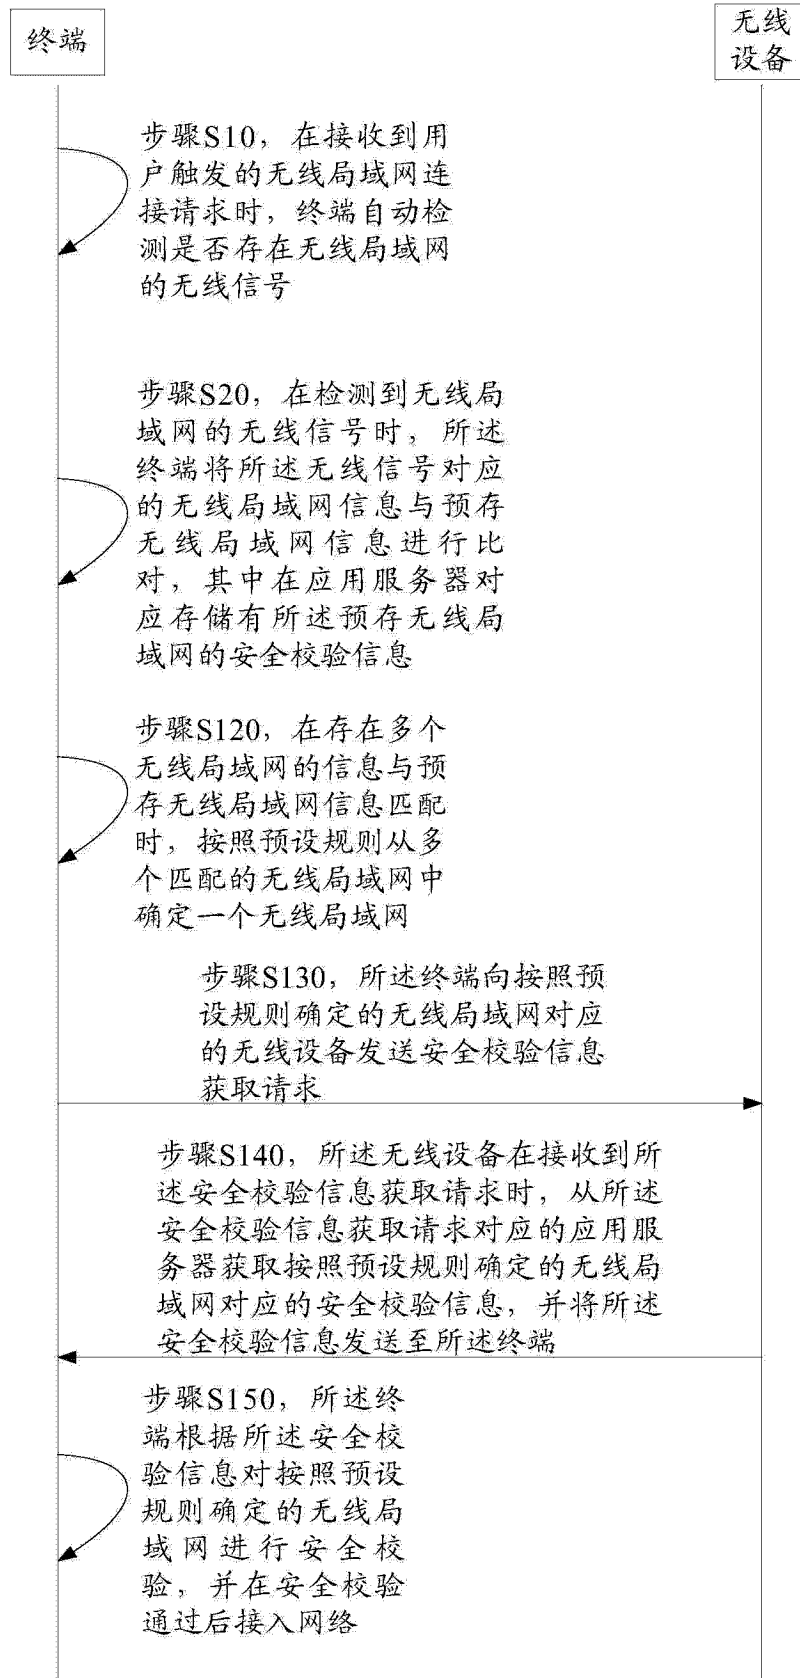 终端
无线
设备
步骤S10，在接收到用
户触发的无线局域网连
接请求时，终端自动检
测是否存在无线局域网
的无线信号
步骤S20，在检测到无线局
域网的无线信号时，所述
终端将所述无线信号对应
的无线局域网信息与预存
无线局域网信息进行比
对，其中在应用服务器对
应存储有所述预存无线局
域网的安全校验信息
步骤S120，在存在多个
无线局域网的信息与预
存无线局域网信息匹配
时，按照预设规则从多
个匹配的无线局域网中
确定一个无线局域网
步骤S130，所述终端向按照预
设规则确定的无线局域网对应
的无线设备发送安全校验信息
获取请求
步骤S140，所述无线设备在接收到所
述安全校验信息获取请求时，从所述
安全校验信息获取请求对应的应用服
务器获取按照预设规则确定的无线局
域网对应的安全校验信息，并将所述
安全校验信息发送至所述终端
步骤S150，所述终
端根据所述安全校
验信息对按照预设
规则确定的无线局
域网进行安全校
验，并在安全校验
通过后接入网络